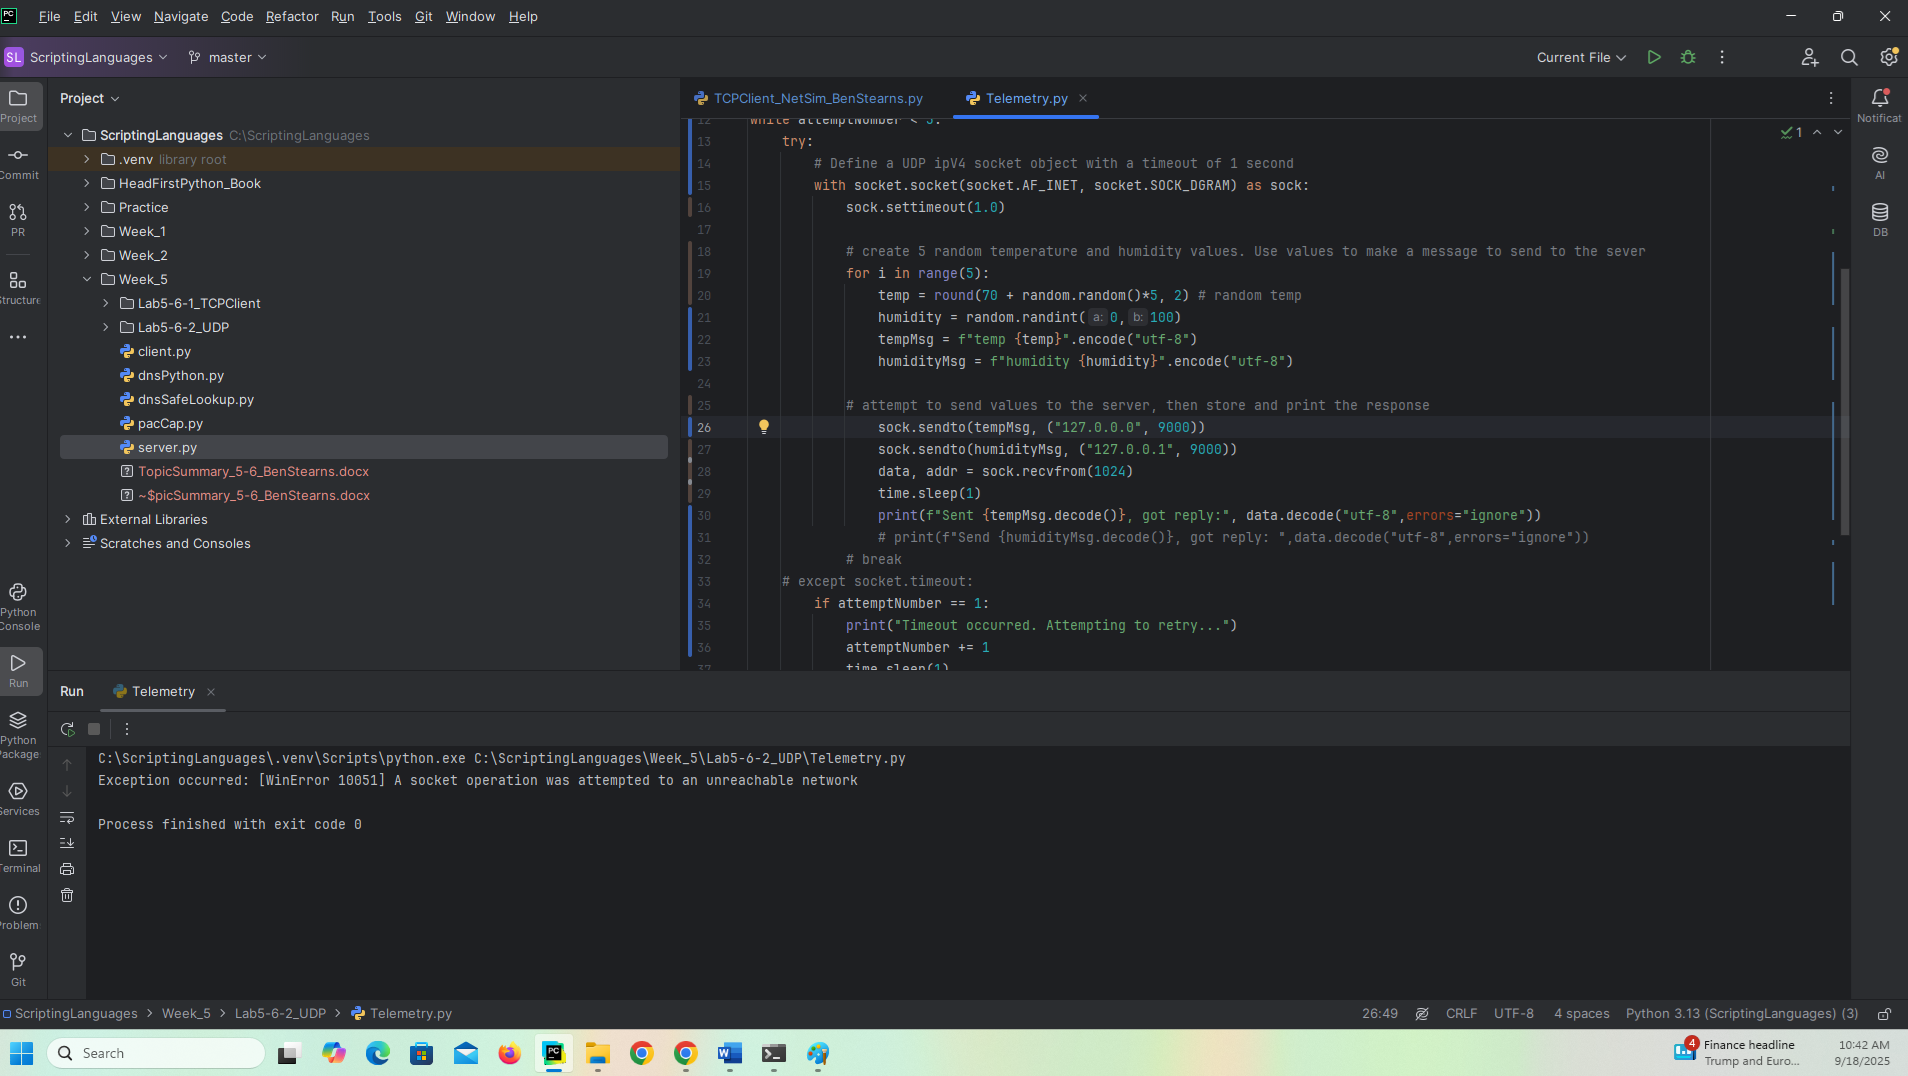 PC File Edit View Navigate Code Refactor Run Tools Git Window Help
SL ScriptingLanguages master Current File
Project
Commit
PR
Structure
Project
ScriptingLanguages C:\ScriptingLanguages
.venv library root
HeadFirstPython_Book
Practice
Week_1
Week_2
Week_5
Lab5-6-1_TCPClient
Lab5-6-2_UDP
client.py
dnsPython.py
dnsSafeLookup.py
pacCap.py
server.py
TopicSummary_5-6_BenStearns.docx
~$picSummary_5-6_BenStearns.docx
External Libraries
Scratches and Consoles
TCPClient_NetSim_BenStearns.py Telemetry.py
1
12 while attemptNumber < 3:
13 try:
14 # Define a UDP ipV4 socket object with a timeout of 1 second
15 with socket.socket(socket.AF_INET, socket.SOCK_DGRAM) as sock:
16 sock.settimeout(1.0)
17
18 # create 5 random temperature and humidity values. Use values to make a message to send to the sever
19 for i in range(5):
20 temp = round(70 + random.random()*5, 2) # random temp
21 humidity = random.randint( a: 0, b: 100)
22 tempMsg = f"temp {temp}".encode("utf-8")
23 humidityMsg = f"humidity {humidity}".encode("utf-8")
24
25 # attempt to send values to the server, then store and print the response
26 sock.sendto(tempMsg, ("127.0.0.0", 9000))
27 sock.sendto(humidityMsg, ("127.0.0.1", 9000))
28 data, addr = sock.recvfrom(1024)
29 time.sleep(1)
30 print(f"Sent {tempMsg.decode()}, got reply:", data.decode("utf-8",errors="ignore"))
31 # print(f"Send {humidityMsg.decode()}, got reply: ",data.decode("utf-8",errors="ignore"))
32 # break
33 # except socket.timeout:
34 if attemptNumber == 1:
35 print("Timeout occurred. Attempting to retry...")
36 attemptNumber += 1
37 time.sleep(1)
Notificat
AI
DB
Python
Console
Run
Python
Package
Services
Terminal
Problem
Git
Run Telemetry
C:\ScriptingLanguages\.venv\Scripts\python.exe C:\ScriptingLanguages\Week_5\Lab5-6-2_UDP\Telemetry.py
Exception occurred: [WinError 10051] A socket operation was attempted to an unreachable network
Process finished with exit code 0
ScriptingLanguages > Week_5 > Lab5-6-2_UDP > Telemetry.py 26:49 CRLF UTF-8 4 spaces Python 3.13 (ScriptingLanguages) (3)
Search
PC
W
4
Finance headline
Trump and Euro...
10:42 AM
9/18/2025